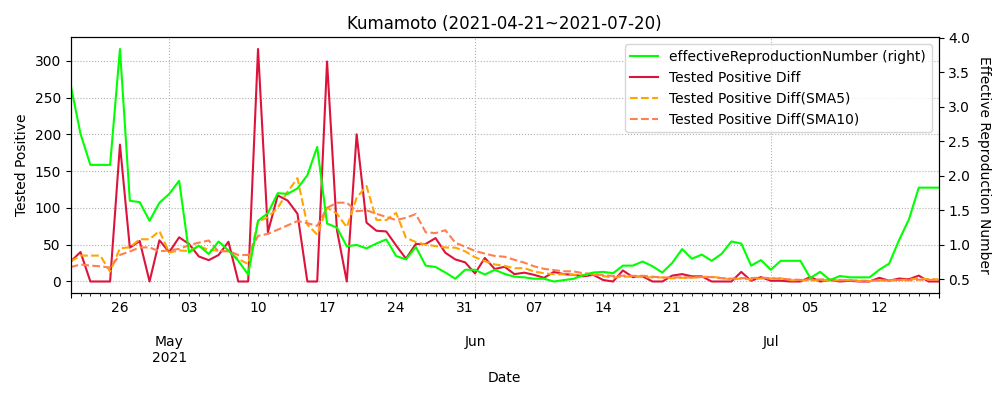 Kumamoto (2021-04-21~2021-07-20)
effectiveReproductionNumber (right)
Tested Positive Diff
Tested Positive Diff(SMA5)
Tested Positive Diff(SMA10)
Tested Positive
300
250
200
150
100
50
0
Effective Reproduction Number
4.0
3.5
3.0
2.5
2.0
1.5
1.0
0.5
26 03 10 17 24 31 07 14 21 28 05 12
May Jun Jul
2021
Date